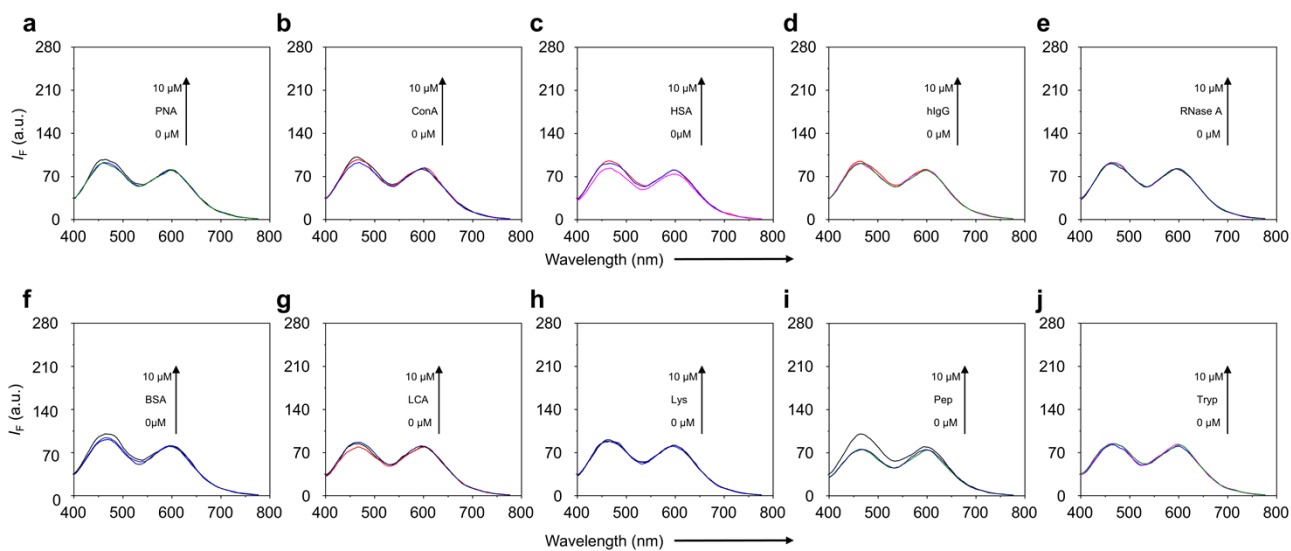 a b c d e
280 280 280 280 280
210 210 210 210 210
10 µM 10 µM 10 µM 10 µM 10 µM
PNA ConA HSA hIgG RNase A
0 µM 0 µM 0µM 0 µM 0 µM
IF (a.u.)
140 140 140 140 140
70 70 70 70 70
0 0 0 0 0
400 500 600 700 800 400 500 600 700 800 400 500 600 700 800 400 500 600 700 800 400 500 600 700 800
Wavelength (nm)
f g h i j
280 280 280 280 280
210 210 210 210 210
10 µM 10 µM 10 µM 10 µM 10 µM
BSA LCA Lys Pep Tryp
0µM 0 µM 0 µM 0 µM 0 µM
IF (a.u.)
140 140 140 140 140
70 70 70 70 70
0 0 0 0 0
400 500 600 700 800 400 500 600 700 800 400 500 600 700 800 400 500 600 700 800 400 500 600 700 800
Wavelength (nm)